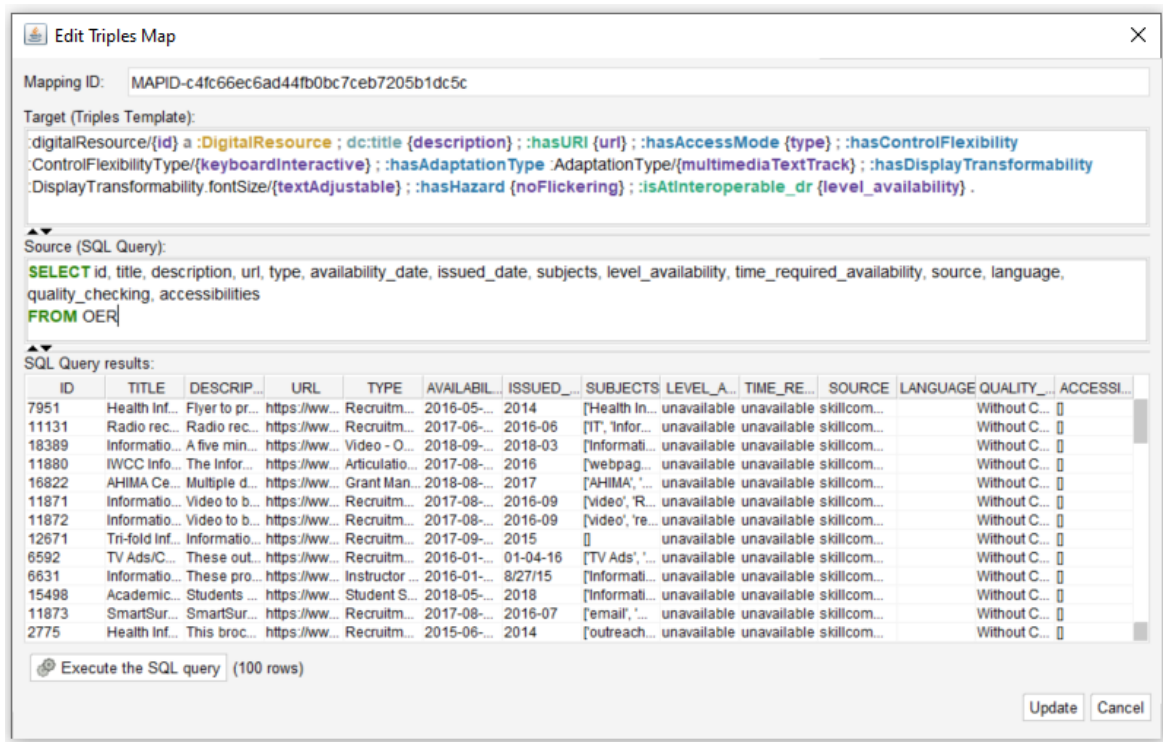 Edit Triples Map
Mapping ID: MAPID-c4fc66ec6ad44fb0bc7ceb7205b1dc5c
Target (Triples Template):
:digitalResource/{id} a :DigitalResource ; dc:title {description} ; :hasURI {url} ; :hasAccessMode {type} ; :hasControlFlexibility
:ControlFlexibilityType/{keyboardInteractive} ; :hasAdaptationType :AdaptationType/{multimediaTextTrack} ; :hasDisplayTransformability
:DisplayTransformability.fontSize/{textAdjustable} ; :hasHazard {noFlickering} ; :isAtInteroperable_dr {level_availability} .
Source (SQL Query):
SELECT id, title, description, url, type, availability_date, issued_date, subjects, level_availability, time_required_availability, source, language,
quality_checking, accessibilities
FROM OER
SQL Query results:
ID TITLE DESCRIP... URL TYPE AVAILABIL... ISSUED_... SUBJECTS LEVEL_A... TIME_RE... SOURCE LANGUAGE QUALITY_... ACCESSI...
7951 Health Inf... Flyer to pr... https://ww... Recruitm... 2016-05-... 2014 ['Health In... unavailable unavailable skillcom... Without C... []
11131 Radio rec... Radio rec... https://ww... Recruitm... 2017-06-... 2016-06 ['IT', 'Infor... unavailable unavailable skillcom... Without C... []
18389 Informatio... A five min... https://ww... Video - O... 2018-09-... 2018-03 ['Informati... unavailable unavailable skillcom... Without C... []
11880 IWCC Info... The Infor... https://ww... Articulatio... 2017-08-... 2016 ['webpag... unavailable unavailable skillcom... Without C... []
16822 AHIMA Ce... Multiple d... https://ww... Grant Man... 2018-08-... 2017 ['AHIMA', '... unavailable unavailable skillcom... Without C... []
11871 Informatio... Video to b... https://ww... Recruitm... 2017-08-... 2016-09 ['video', 'R... unavailable unavailable skillcom... Without C... []
11872 Informatio... Video to b... https://ww... Recruitm... 2017-08-... 2016-09 ['video', 're... unavailable unavailable skillcom... Without C... []
12671 Tri-fold Inf... Informatio... https://ww... Recruitm... 2017-09-... 2015 [] unavailable unavailable skillcom... Without C... []
6592 TV Ads/C... These out... https://ww... Recruitm... 2016-01-... 01-04-16 ['TV Ads', '... unavailable unavailable skillcom... Without C... []
6631 Informatio... These pro... https://ww... Instructor ... 2016-01-... 8/27/15 ['Informati... unavailable unavailable skillcom... Without C... []
15498 Academic... Students ... https://ww... Student S... 2018-05-... 2018 ['Informati... unavailable unavailable skillcom... Without C... []
11873 SmartSur... SmartSur... https://ww... Recruitm... 2017-08-... 2016-07 ['email', '... unavailable unavailable skillcom... Without C... []
2775 Health Inf... This broc... https://ww... Recruitm... 2015-06-... 2014 ['outreach... unavailable unavailable skillcom... Without C... []
Execute the SQL query (100 rows)
Update Cancel